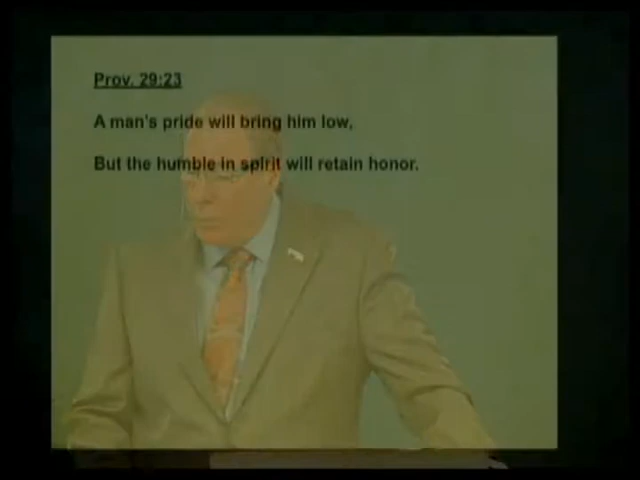 Prov. 29:23
A man's pride will bring him low,
But the humble in spirit will retain honor.